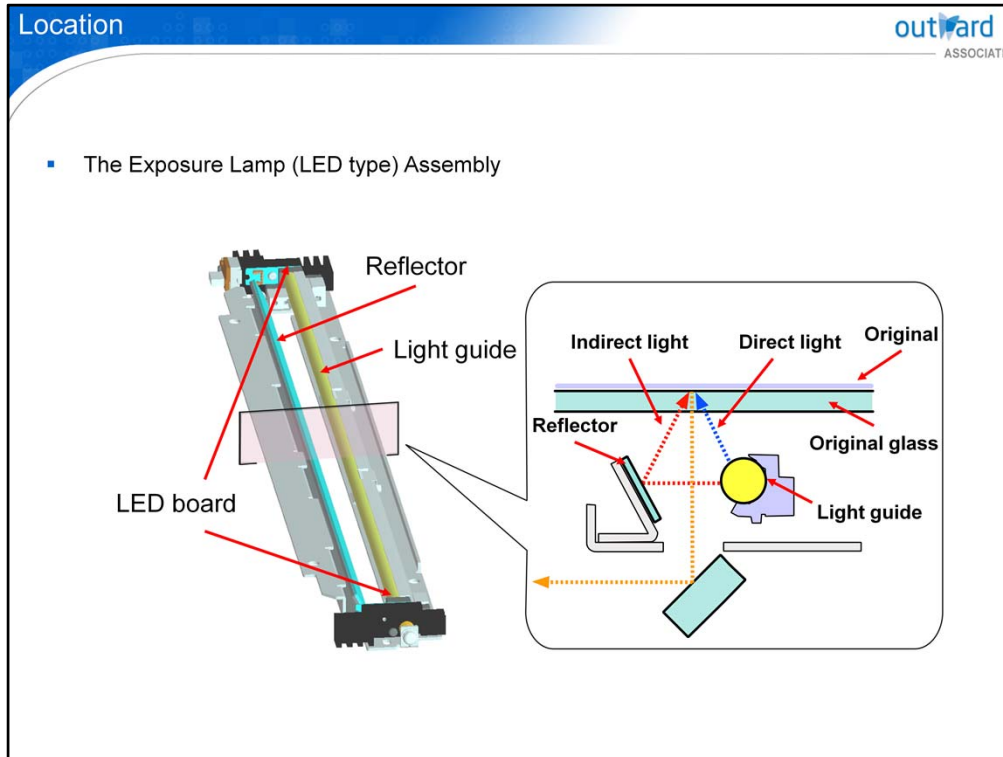 Location
outward
ASSOCIAT
▪ The Exposure Lamp (LED type) Assembly
Reflector
Light guide
LED board
Indirect light
Direct light
Original
Reflector
Original glass
Light guide